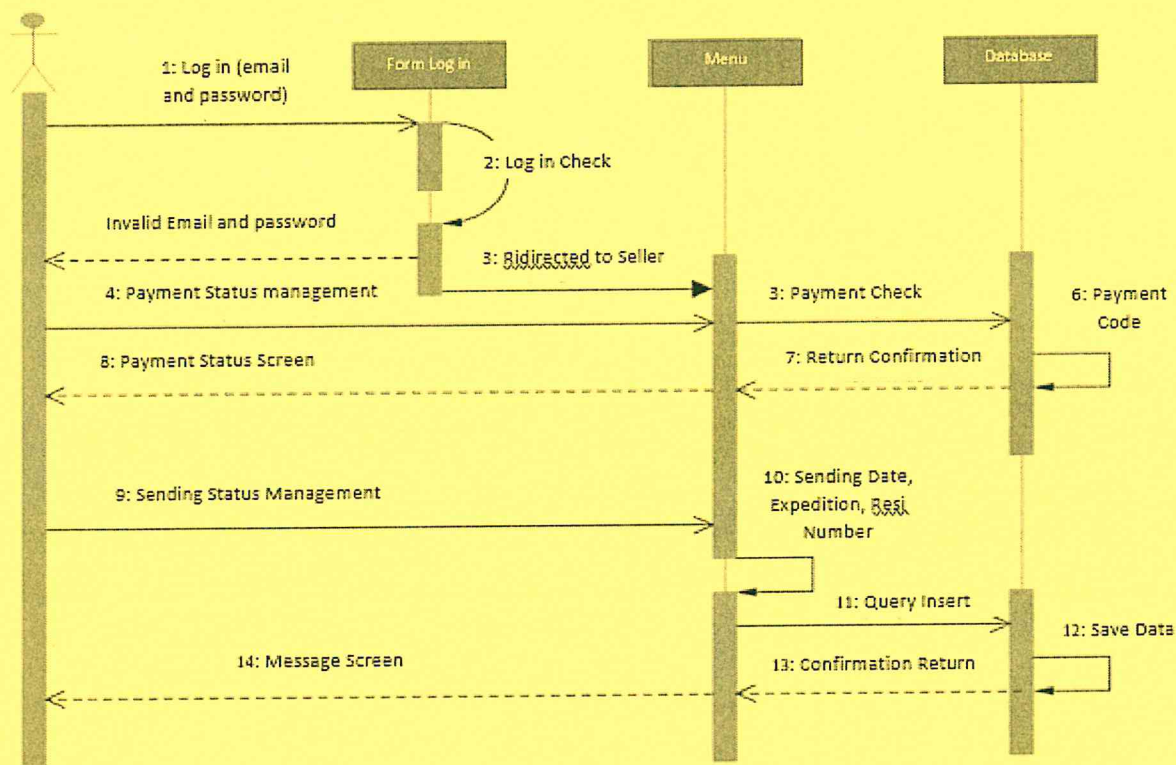 Form Log in
Menu
Database
1: Log in (email
and password)
2: Log in Check
Invalid Email and password
3: Ridiracted to Seller
4: Payment Status management
3: Payment Check
6: Payment
Code
8: Payment Status Screen
7: Return Confirmation
9: Sending Status Management
10: Sending Date,
Expedition, Resi
Number
11: Query Insert
12: Save Data
14: Message Screen
13: Confirmation Return